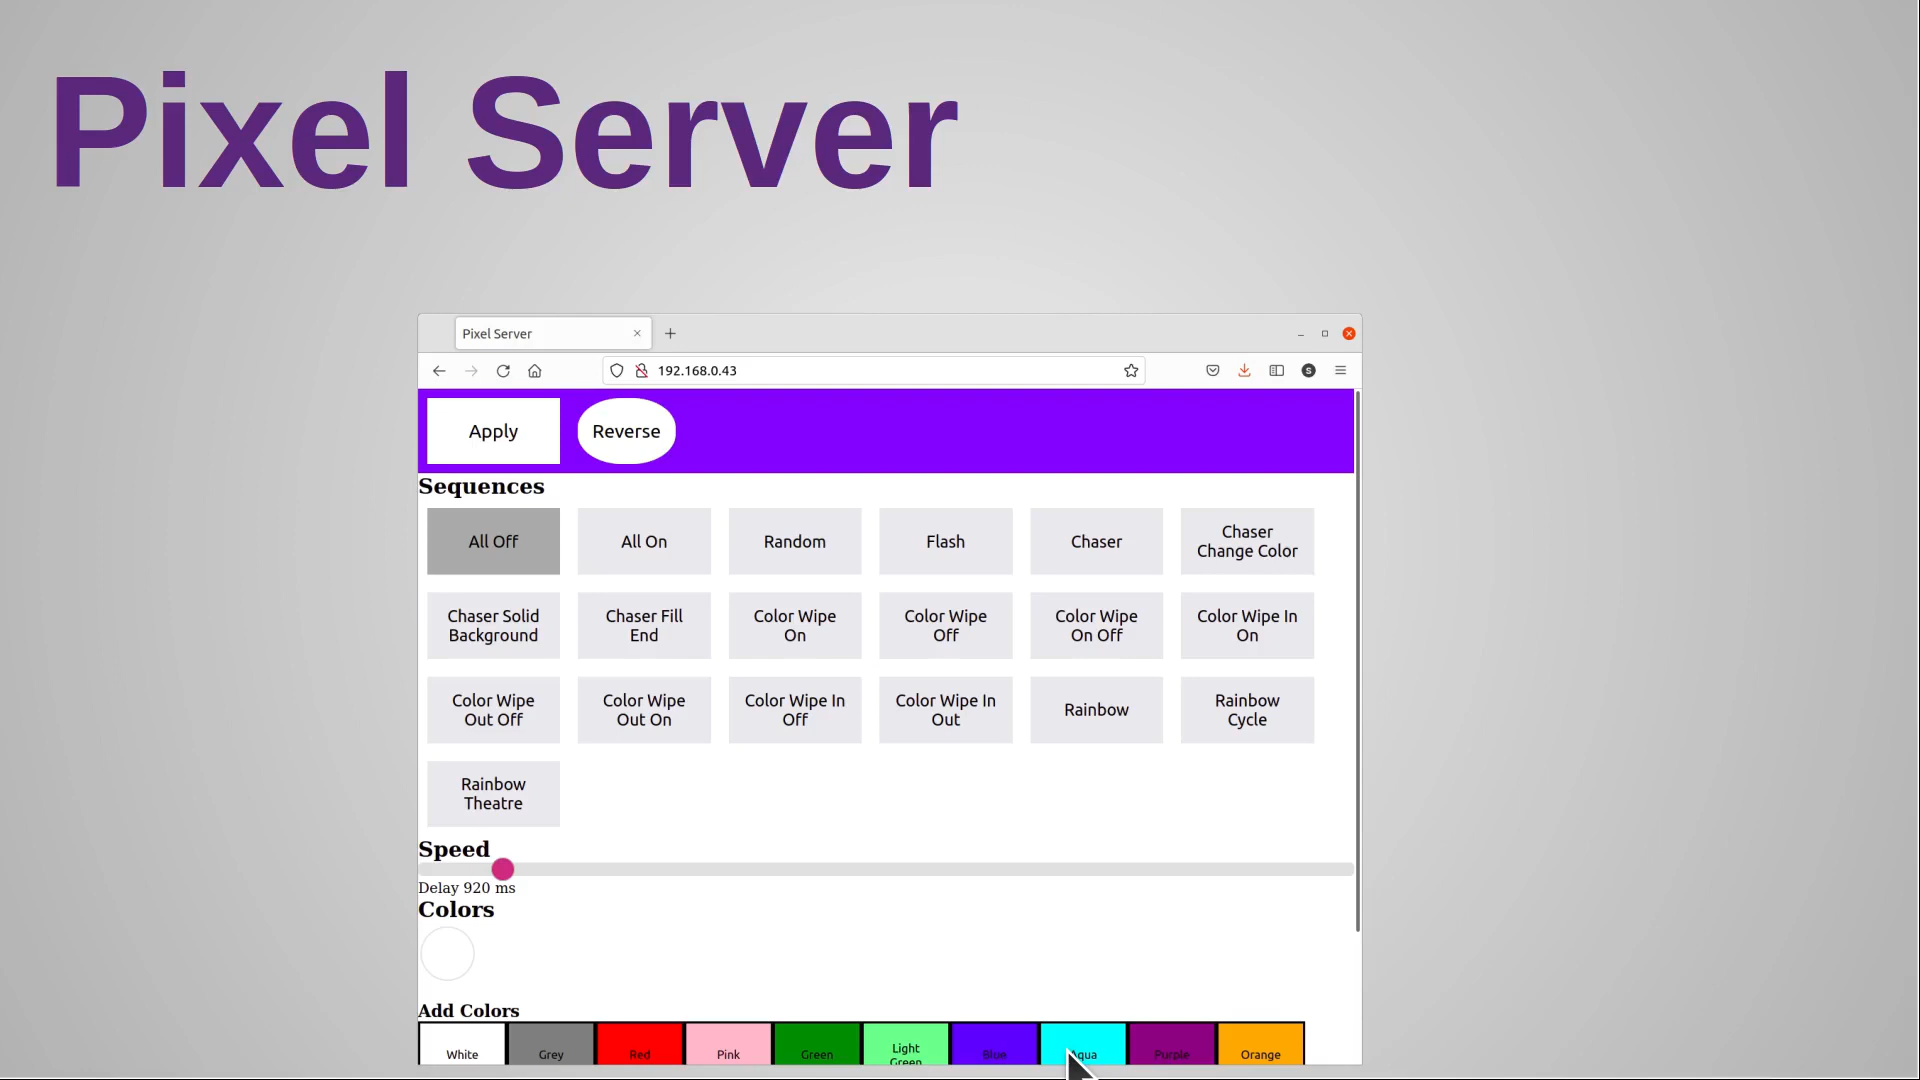 Pixel Server
Pixel Server
192.168.0.43
S
Apply
Reverse
Sequences
All Off
All On
Random
Flash
Chaser
Chaser
Change Color
Chaser Solid
Background
Chaser Fill
End
Color Wipe
On
Color Wipe
Off
Color Wipe
On Off
Color Wipe In
On
Color Wipe
Out Off
Color Wipe
Out On
Color Wipe In
Off
Color Wipe In
Out
Rainbow
Rainbow
Cycle
Rainbow
Theatre
Speed
Delay 920 ms
Colors
Add Colors
White
Grey
Red
Pink
Green
Light
Green
Blue
Aqua
Purple
Orange